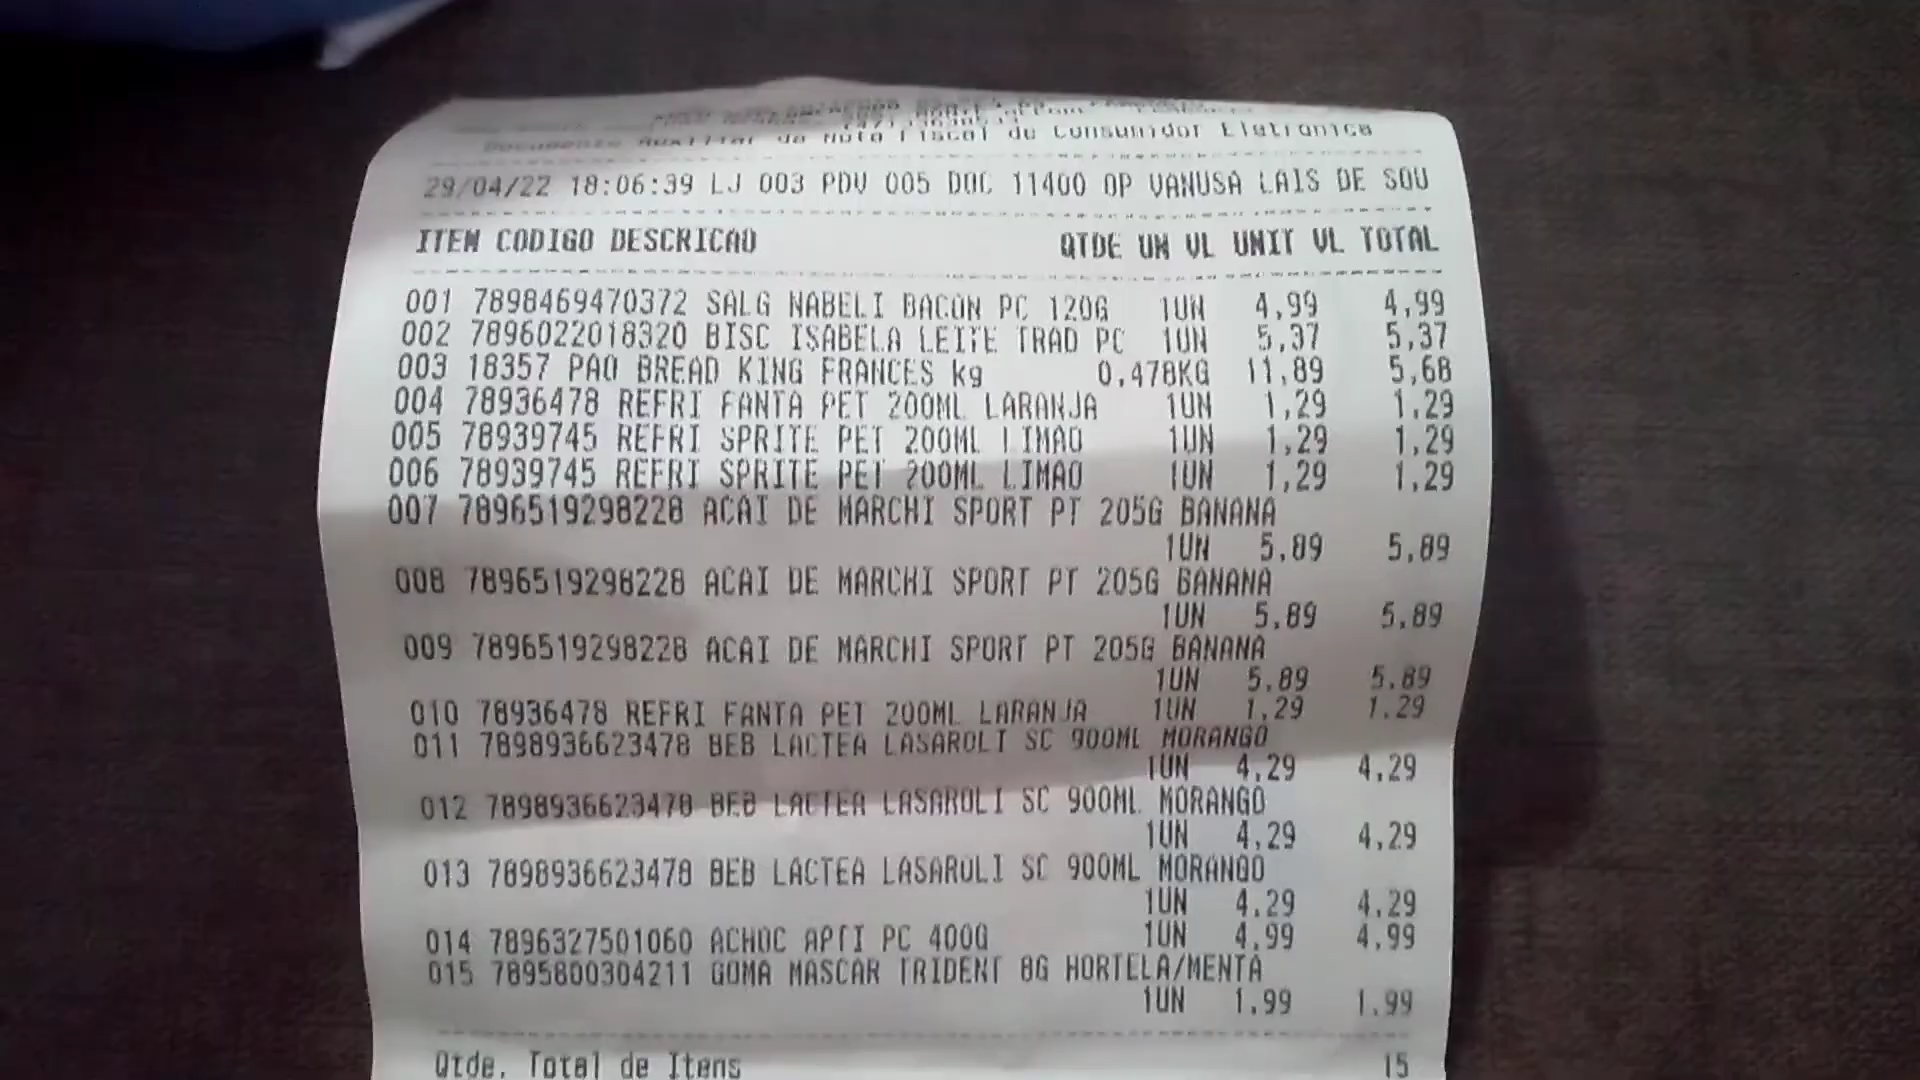 Documento Auxiliar da Nota Fiscal de Consumidor Eletronica
29/04/22 18:06:39 LJ 003 PDV 005 DOC 11400 OP VANUSA LAIS DE SOU
ITEM CODIGO DESCRICAO QTDE UN VL UNIT VL TOTAL
001 7898469470372 SALG NABELI BACON PC 120G 1UN 4,99 4,99
002 7896022018320 BISC ISABELA LEITE TRAD PC 1UN 5,37 5,37
003 18357 PAO BREAD KING FRANCES kg 0,478KG 11,89 5,68
004 78936478 REFRI FANTA PET 200ML LARANJA 1UN 1,29 1,29
005 78939745 REFRI SPRITE PET 200ML LIMAO 1UN 1,29 1,29
006 78939745 REFRI SPRITE PET 200ML LIMAO 1UN 1,29 1,29
007 7896519298228 ACAI DE MARCHI SPORT PT 205G BANANA
1UN 5,89 5,89
008 7896519298228 ACAI DE MARCHI SPORT PT 205G BANANA
1UN 5,89 5,89
009 7896519298228 ACAI DE MARCHI SPORT PT 205G BANANA
1UN 5,89 5,89
010 78936478 REFRI FANTA PET 200ML LARANJA 1UN 1,29 1,29
011 7898936623478 BEB LACTEA LASAROLI SC 900ML MORANGO
1UN 4,29 4,29
012 7898936623478 BEB LACTEA LASAROLI SC 900ML MORANGO
1UN 4,29 4,29
013 7898936623478 BEB LACTEA LASAROLI SC 900ML MORANGO
1UN 4,29 4,29
014 7896327501060 ACHOC APTI PC 400G 1UN 4,99 4,99
015 7895800304211 GOMA MASCAR TRIDENT 8G HORTELA/MENTA
1UN 1,99 1,99
Qtde. Total de Itens 15